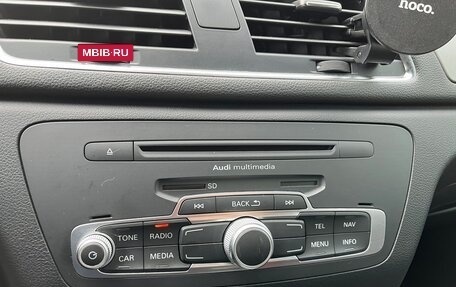 hoco.
MBIB.RU
Audi multimedia
SD
BACK
TONE RADIO
TEL NAV
CAR MEDIA
MENU INFO